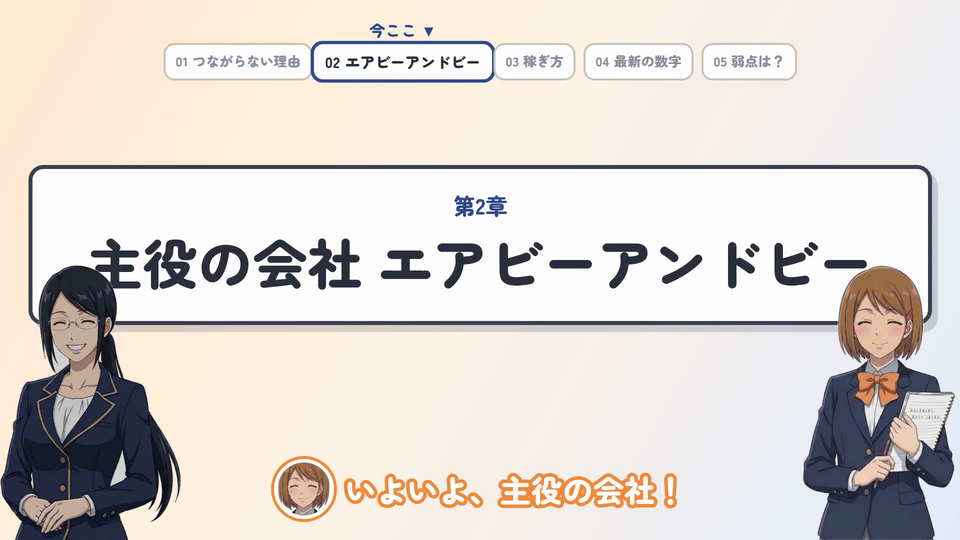 今ここ ▼
01 つながらない理由
02 エアビーアンドビー
03 稼ぎ方
04 最新の数字
05 弱点は？
第2章
主役の会社 エアビーアンドビー
いよいよ、主役の会社！